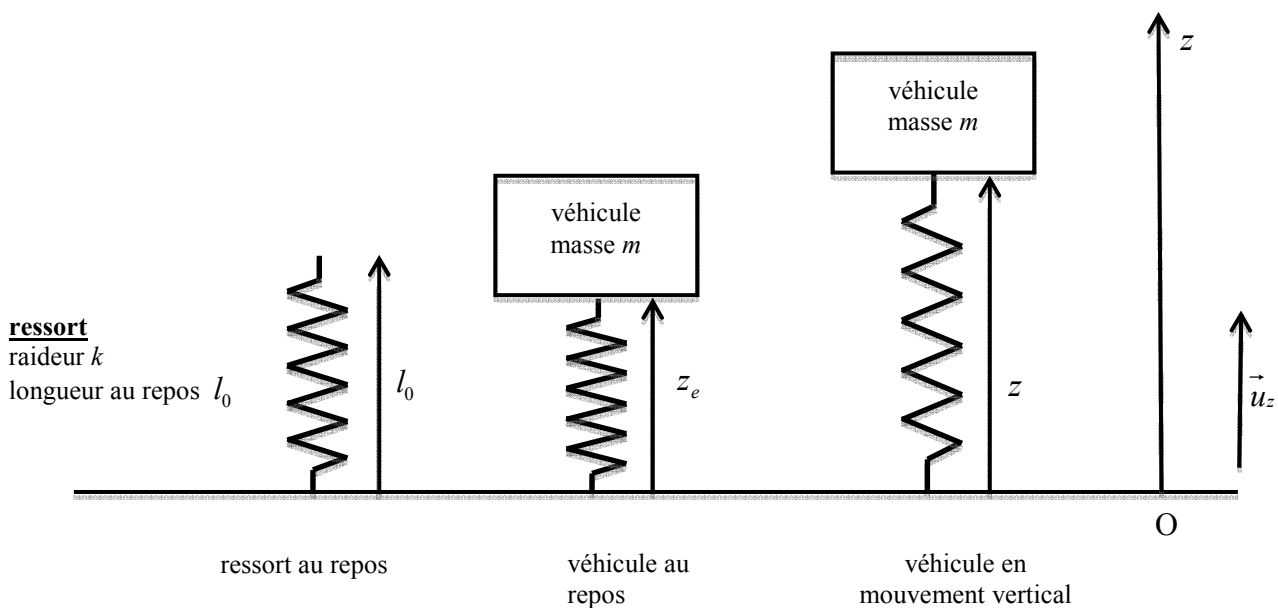 z
véhicule
masse m
véhicule
masse m
ressort
raideur k
longueur au repos l₀
l₀
zₑ
z
u⃗z
O
ressort au repos
véhicule au
repos
véhicule en
mouvement vertical